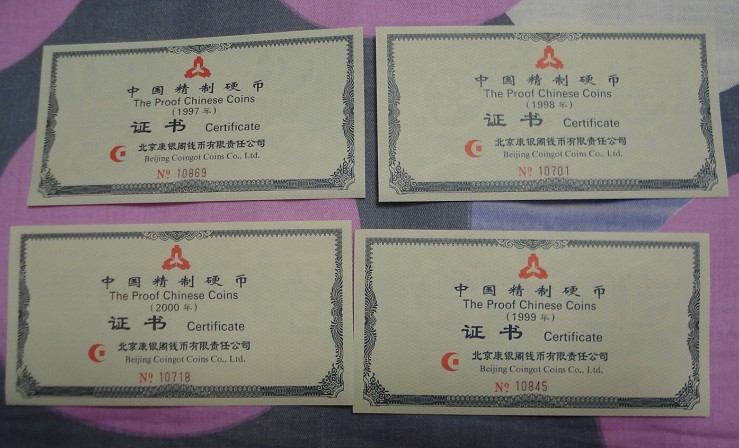 中国精制硬币
The Proof Chinese Coins
(1997年)
证书 Certificate
北京康银阁钱币有限责任公司
Beijing Coingot Coins Co., Ltd.
Nº 10869
中国精制硬币
The Proof Chinese Coins
(1998年)
证书 Certificate
北京康银阁钱币有限责任公司
Beijing Coingot Coins Co., Ltd.
Nº 10701
中国精制硬币
The Proof Chinese Coins
(2000年)
证书 Certificate
北京康银阁钱币有限责任公司
Beijing Coingot Coins Co., Ltd.
Nº 10718
中国精制硬币
The Proof Chinese Coins
(1999年)
证书 Certificate
北京康银阁钱币有限责任公司
Beijing Coingot Coins Co., Ltd.
Nº 10845